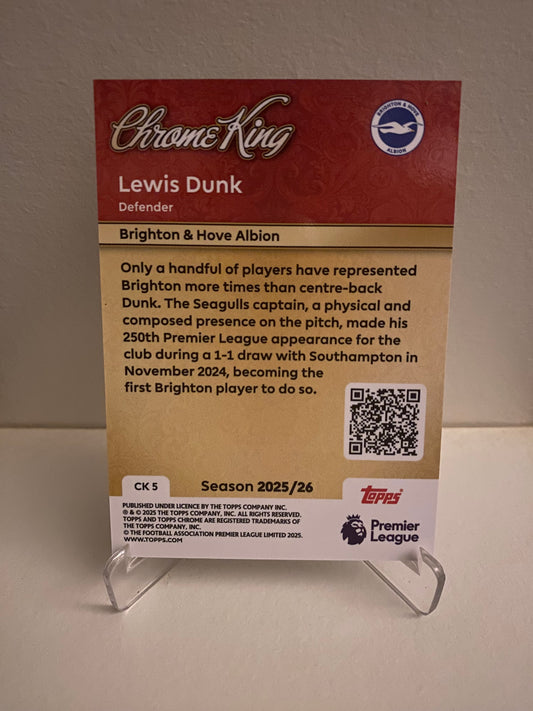 Chrome King
BRIGHTON & HOVE
ALBION
Lewis Dunk
Defender
Brighton & Hove Albion
Only a handful of players have represented
Brighton more times than centre-back
Dunk. The Seagulls captain, a physical and
composed presence on the pitch, made his
250th Premier League appearance for the
club during a 1-1 draw with Southampton in
November 2024, becoming the
first Brighton player to do so.
CK 5
Season 2025/26
topps
PUBLISHED UNDER LICENCE BY THE TOPPS COMPANY INC.
® & © 2025 THE TOPPS COMPANY, INC. ALL RIGHTS RESERVED.
TOPPS AND TOPPS CHROME ARE REGISTERED TRADEMARKS OF
THE TOPPS COMPANY, INC.
© THE FOOTBALL ASSOCIATION PREMIER LEAGUE LIMITED 2025.
WWW.TOPPS.COM
Premier
League